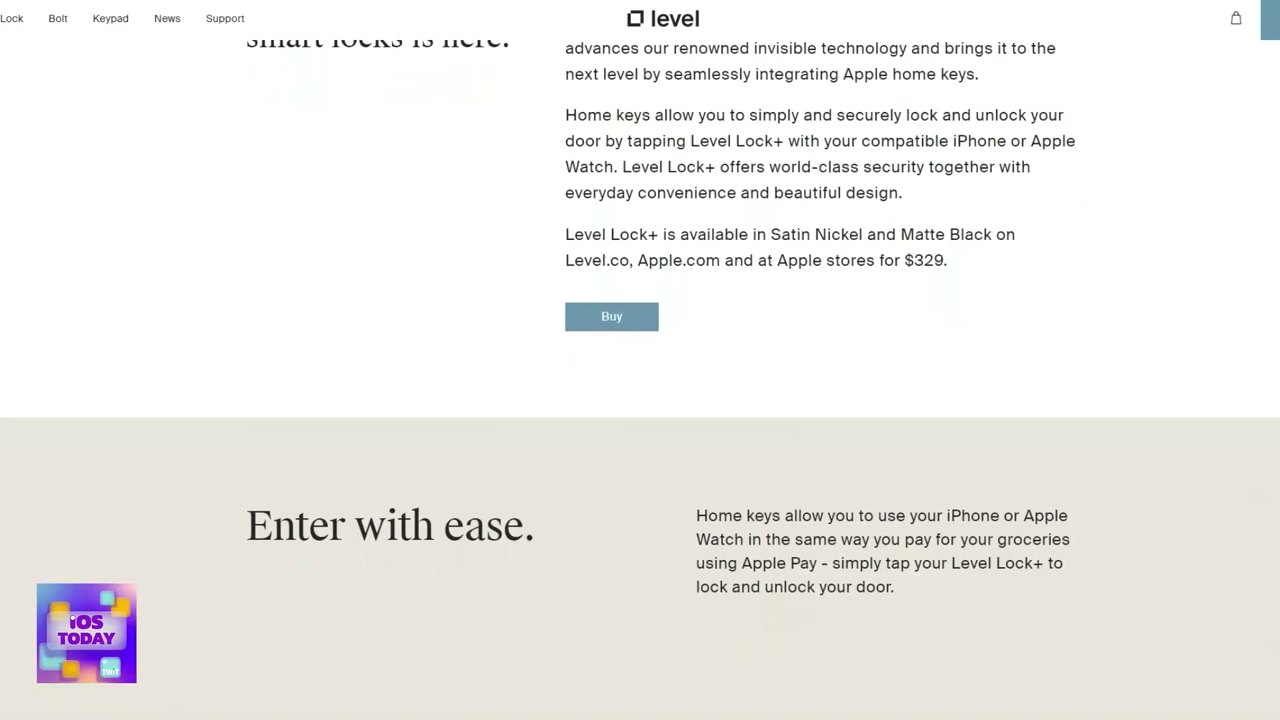 Lock Bolt Keypad News Support level
smart locks is here.
advances our renowned invisible technology and brings it to the
next level by seamlessly integrating Apple home keys.
Home keys allow you to simply and securely lock and unlock your
door by tapping Level Lock+ with your compatible iPhone or Apple
Watch. Level Lock+ offers world-class security together with
everyday convenience and beautiful design.
Level Lock+ is available in Satin Nickel and Matte Black on
Level.co, Apple.com and at Apple stores for $329.
Buy
Enter with ease.
Home keys allow you to use your iPhone or Apple
Watch in the same way you pay for your groceries
using Apple Pay - simply tap your Level Lock+ to
lock and unlock your door.
iOS
TODAY
TWiT